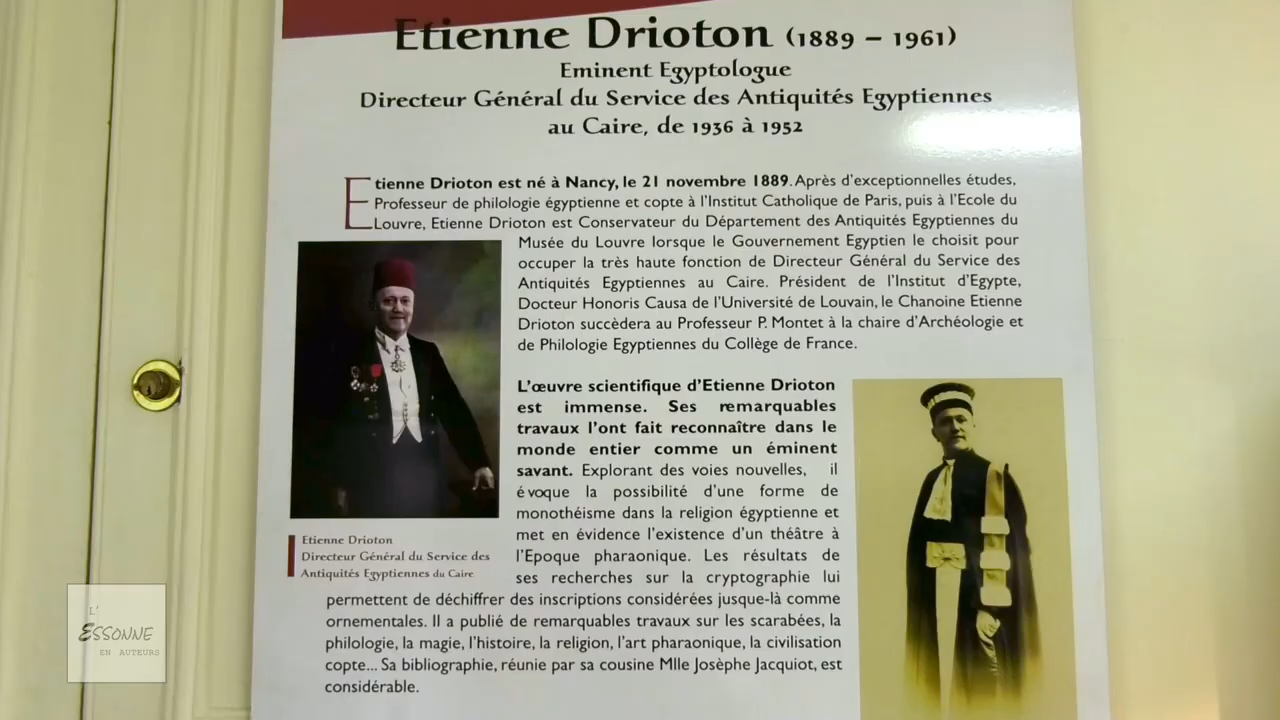 Etienne Drioton (1889 – 1961)
Eminent Egyptologue
Directeur Général du Service des Antiquités Egyptiennes
au Caire, de 1936 à 1952
Etienne Drioton est né à Nancy, le 21 novembre 1889. Après d'exceptionnelles études,
Professeur de philologie égyptienne et copte à l'Institut Catholique de Paris, puis à l'Ecole du
Louvre, Etienne Drioton est Conservateur du Département des Antiquités Egyptiennes du
Musée du Louvre lorsque le Gouvernement Egyptien le choisit pour
occuper la très haute fonction de Directeur Général du Service des
Antiquités Egyptiennes au Caire. Président de l'Institut d'Egypte,
Docteur Honoris Causa de l'Université de Louvain, le Chanoine Etienne
Drioton succèdera au Professeur P. Montet à la chaire d'Archéologie et
de Philologie Egyptiennes du Collège de France.
L'œuvre scientifique d'Etienne Drioton
est immense. Ses remarquables
travaux l'ont fait reconnaître dans le
monde entier comme un éminent
savant. Explorant des voies nouvelles, il
évoque la possibilité d'une forme de
monothéisme dans la religion égyptienne et
met en évidence l'existence d'un théâtre à
l'Epoque pharaonique. Les résultats de
ses recherches sur la cryptographie lui
permettent de déchiffrer des inscriptions considérées jusque-là comme
ornementales. Il a publié de remarquables travaux sur les scarabées, la
philologie, la magie, l'histoire, la religion, l'art pharaonique, la civilisation
copte... Sa bibliographie, réunie par sa cousine Mlle Josèphe Jacquiot, est
considérable.
Etienne Drioton
Directeur Général du Service des
Antiquités Egyptiennes du Caire
L'
ESSONNE
EN AUTEURS